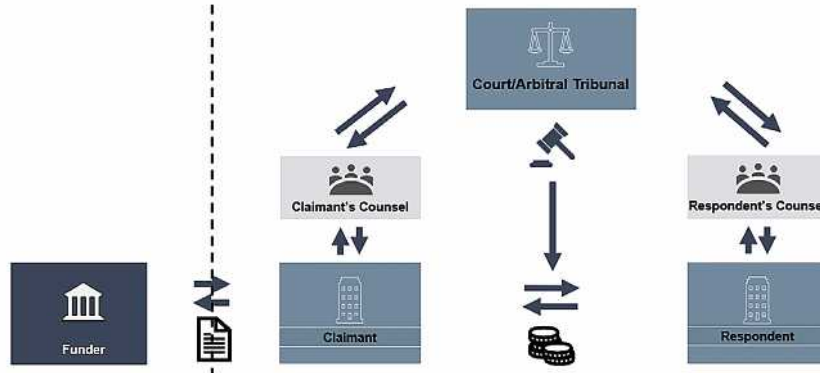 Court/Arbitral Tribunal
Claimant's Counsel
Respondent's Counse
Funder
Claimant
Respondent